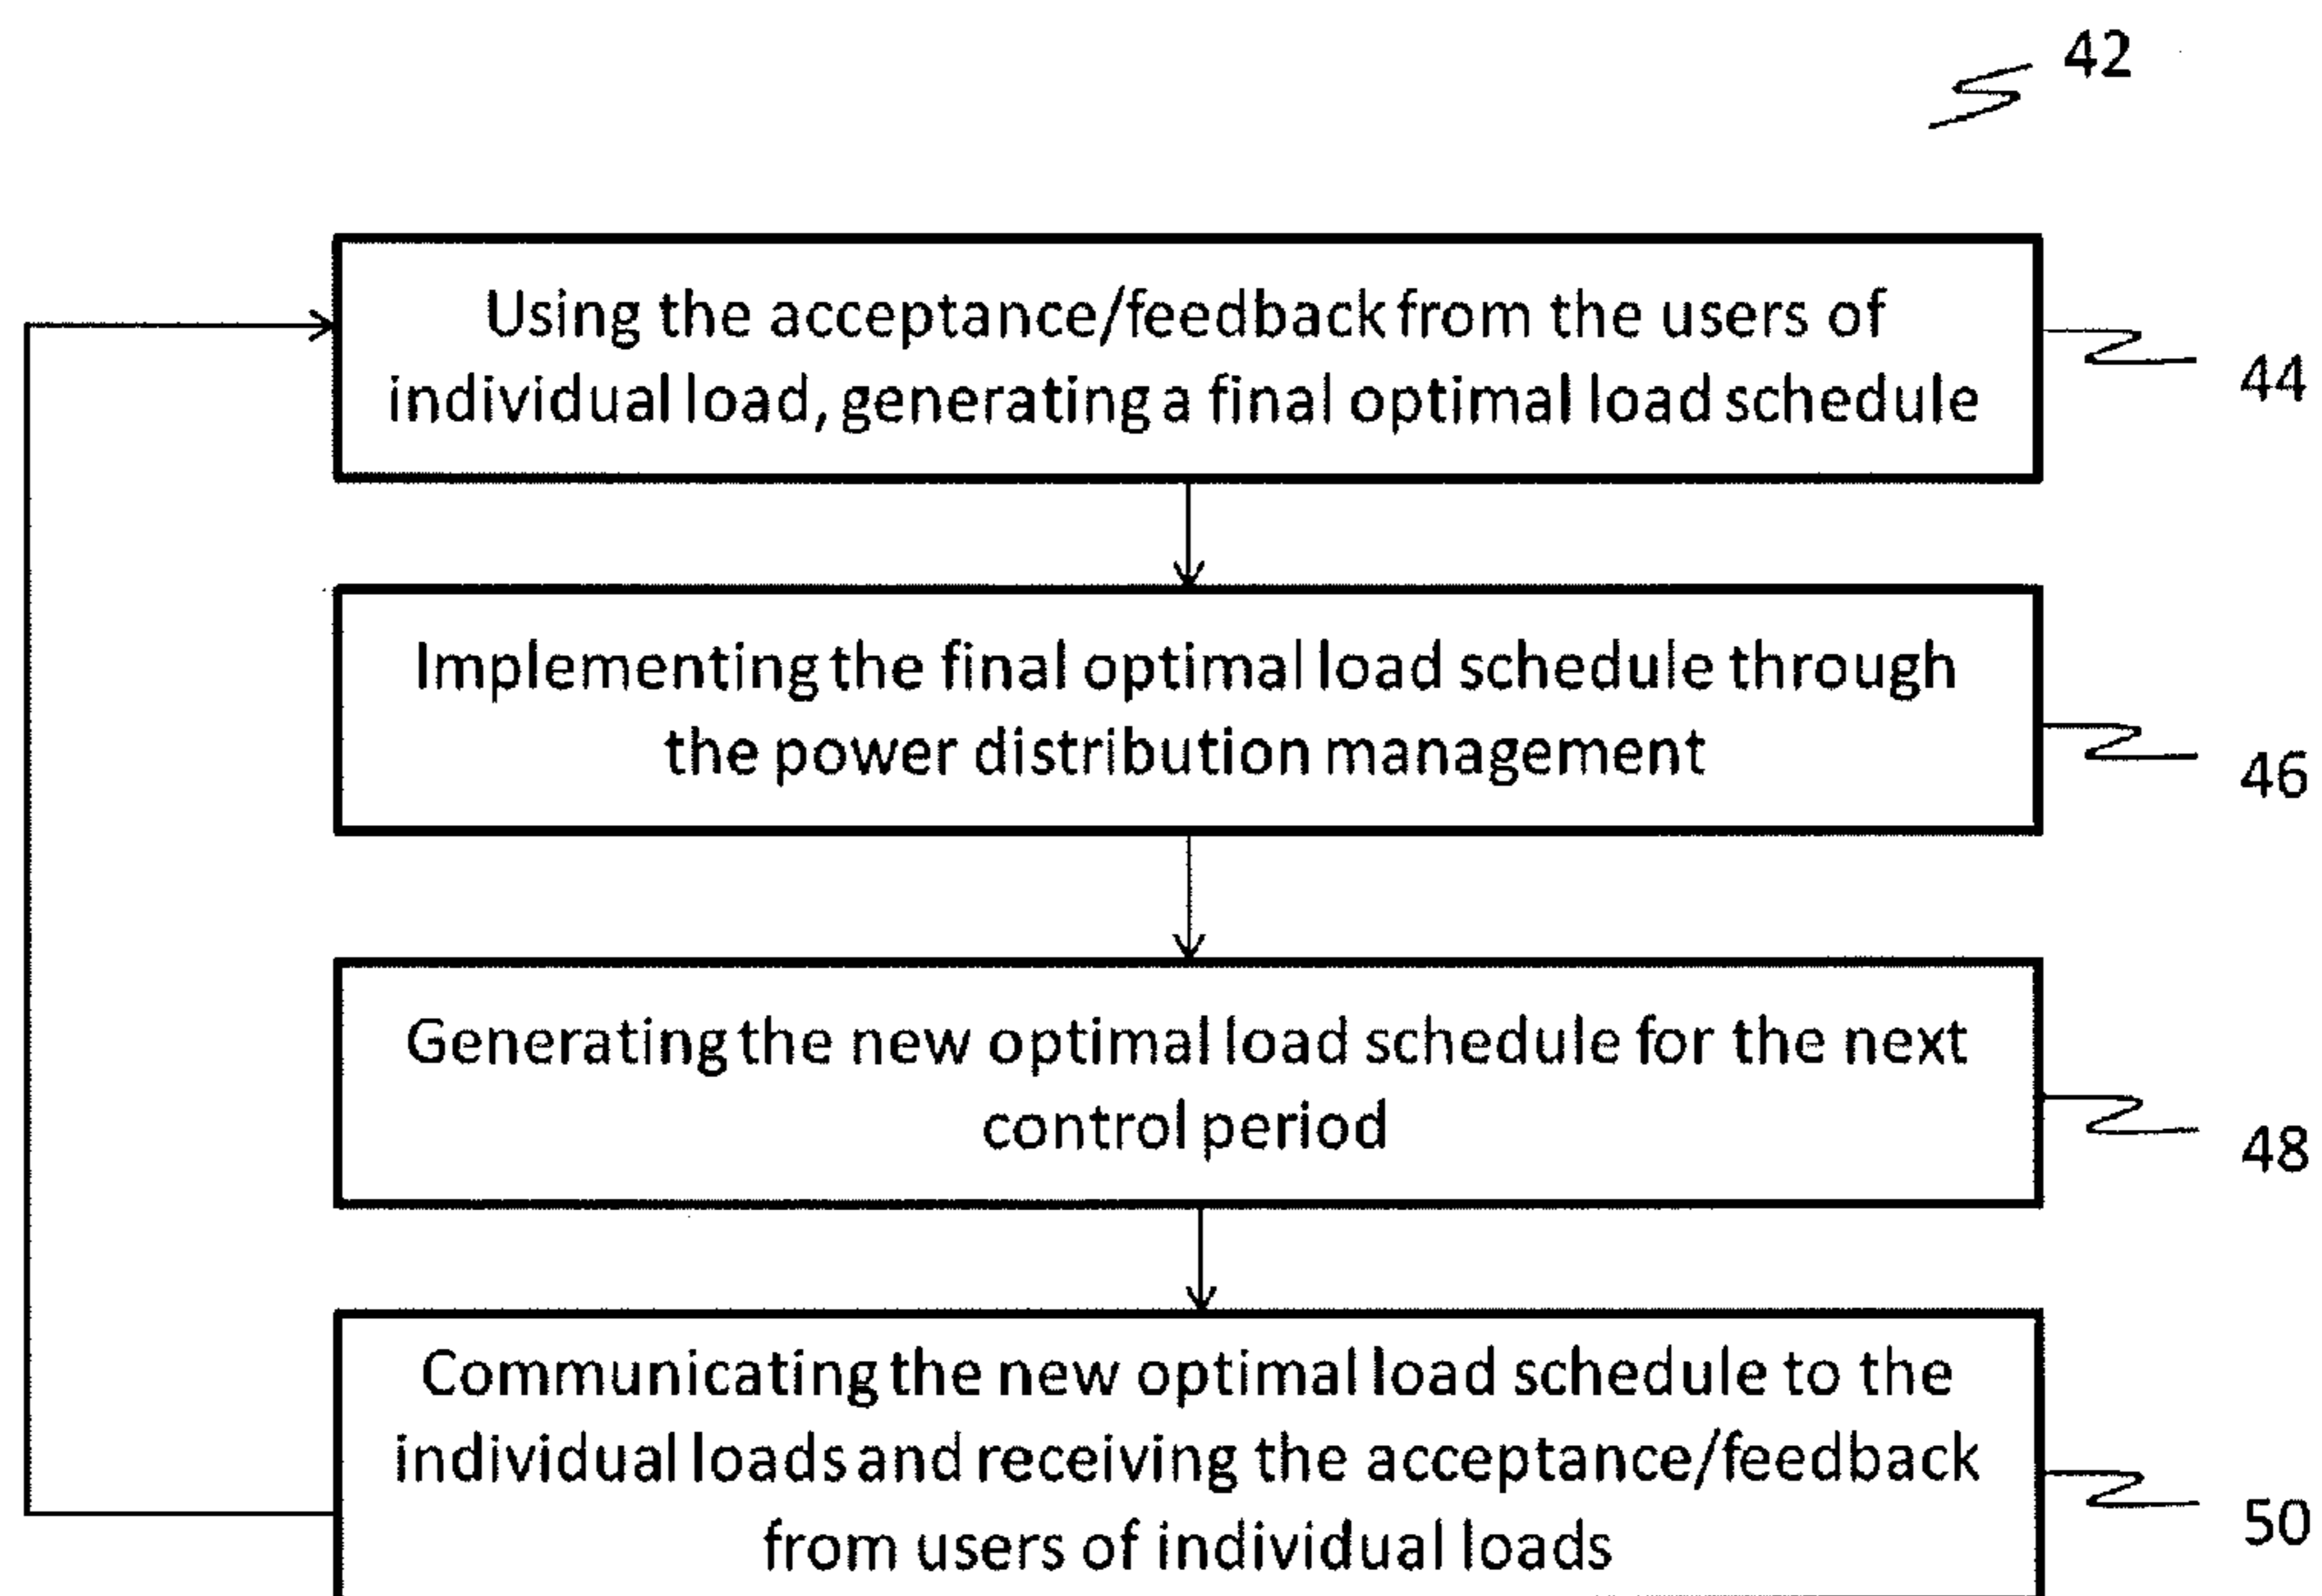 42
Using the acceptance/feedback from the users of
individual load, generating a final optimal load schedule
44
Implementing the final optimal load schedule through
the power distribution management
46
Generating the new optimal load schedule for the next
control period
48
Communicating the new optimal load schedule to the
individual loads and receiving the acceptance/feedback
from users of individual loads
50